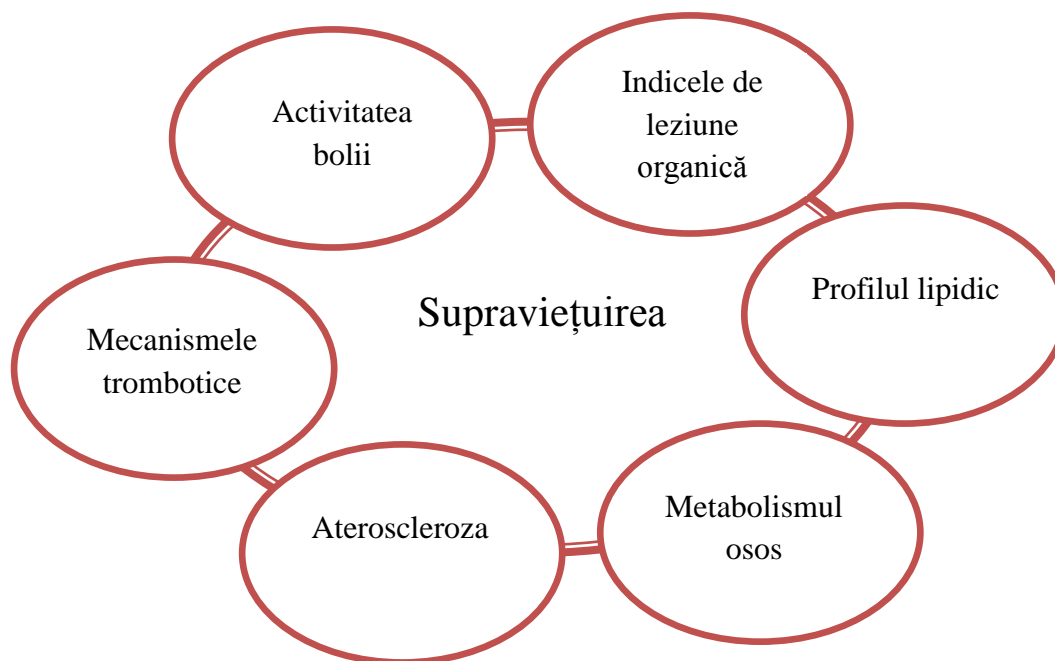 Activitatea
bolii
Indicele de
leziune
organică
Profilul lipidic
Supraviețuirea
Mecanismele
trombotice
Metabolismul
osos
Ateroscleroza